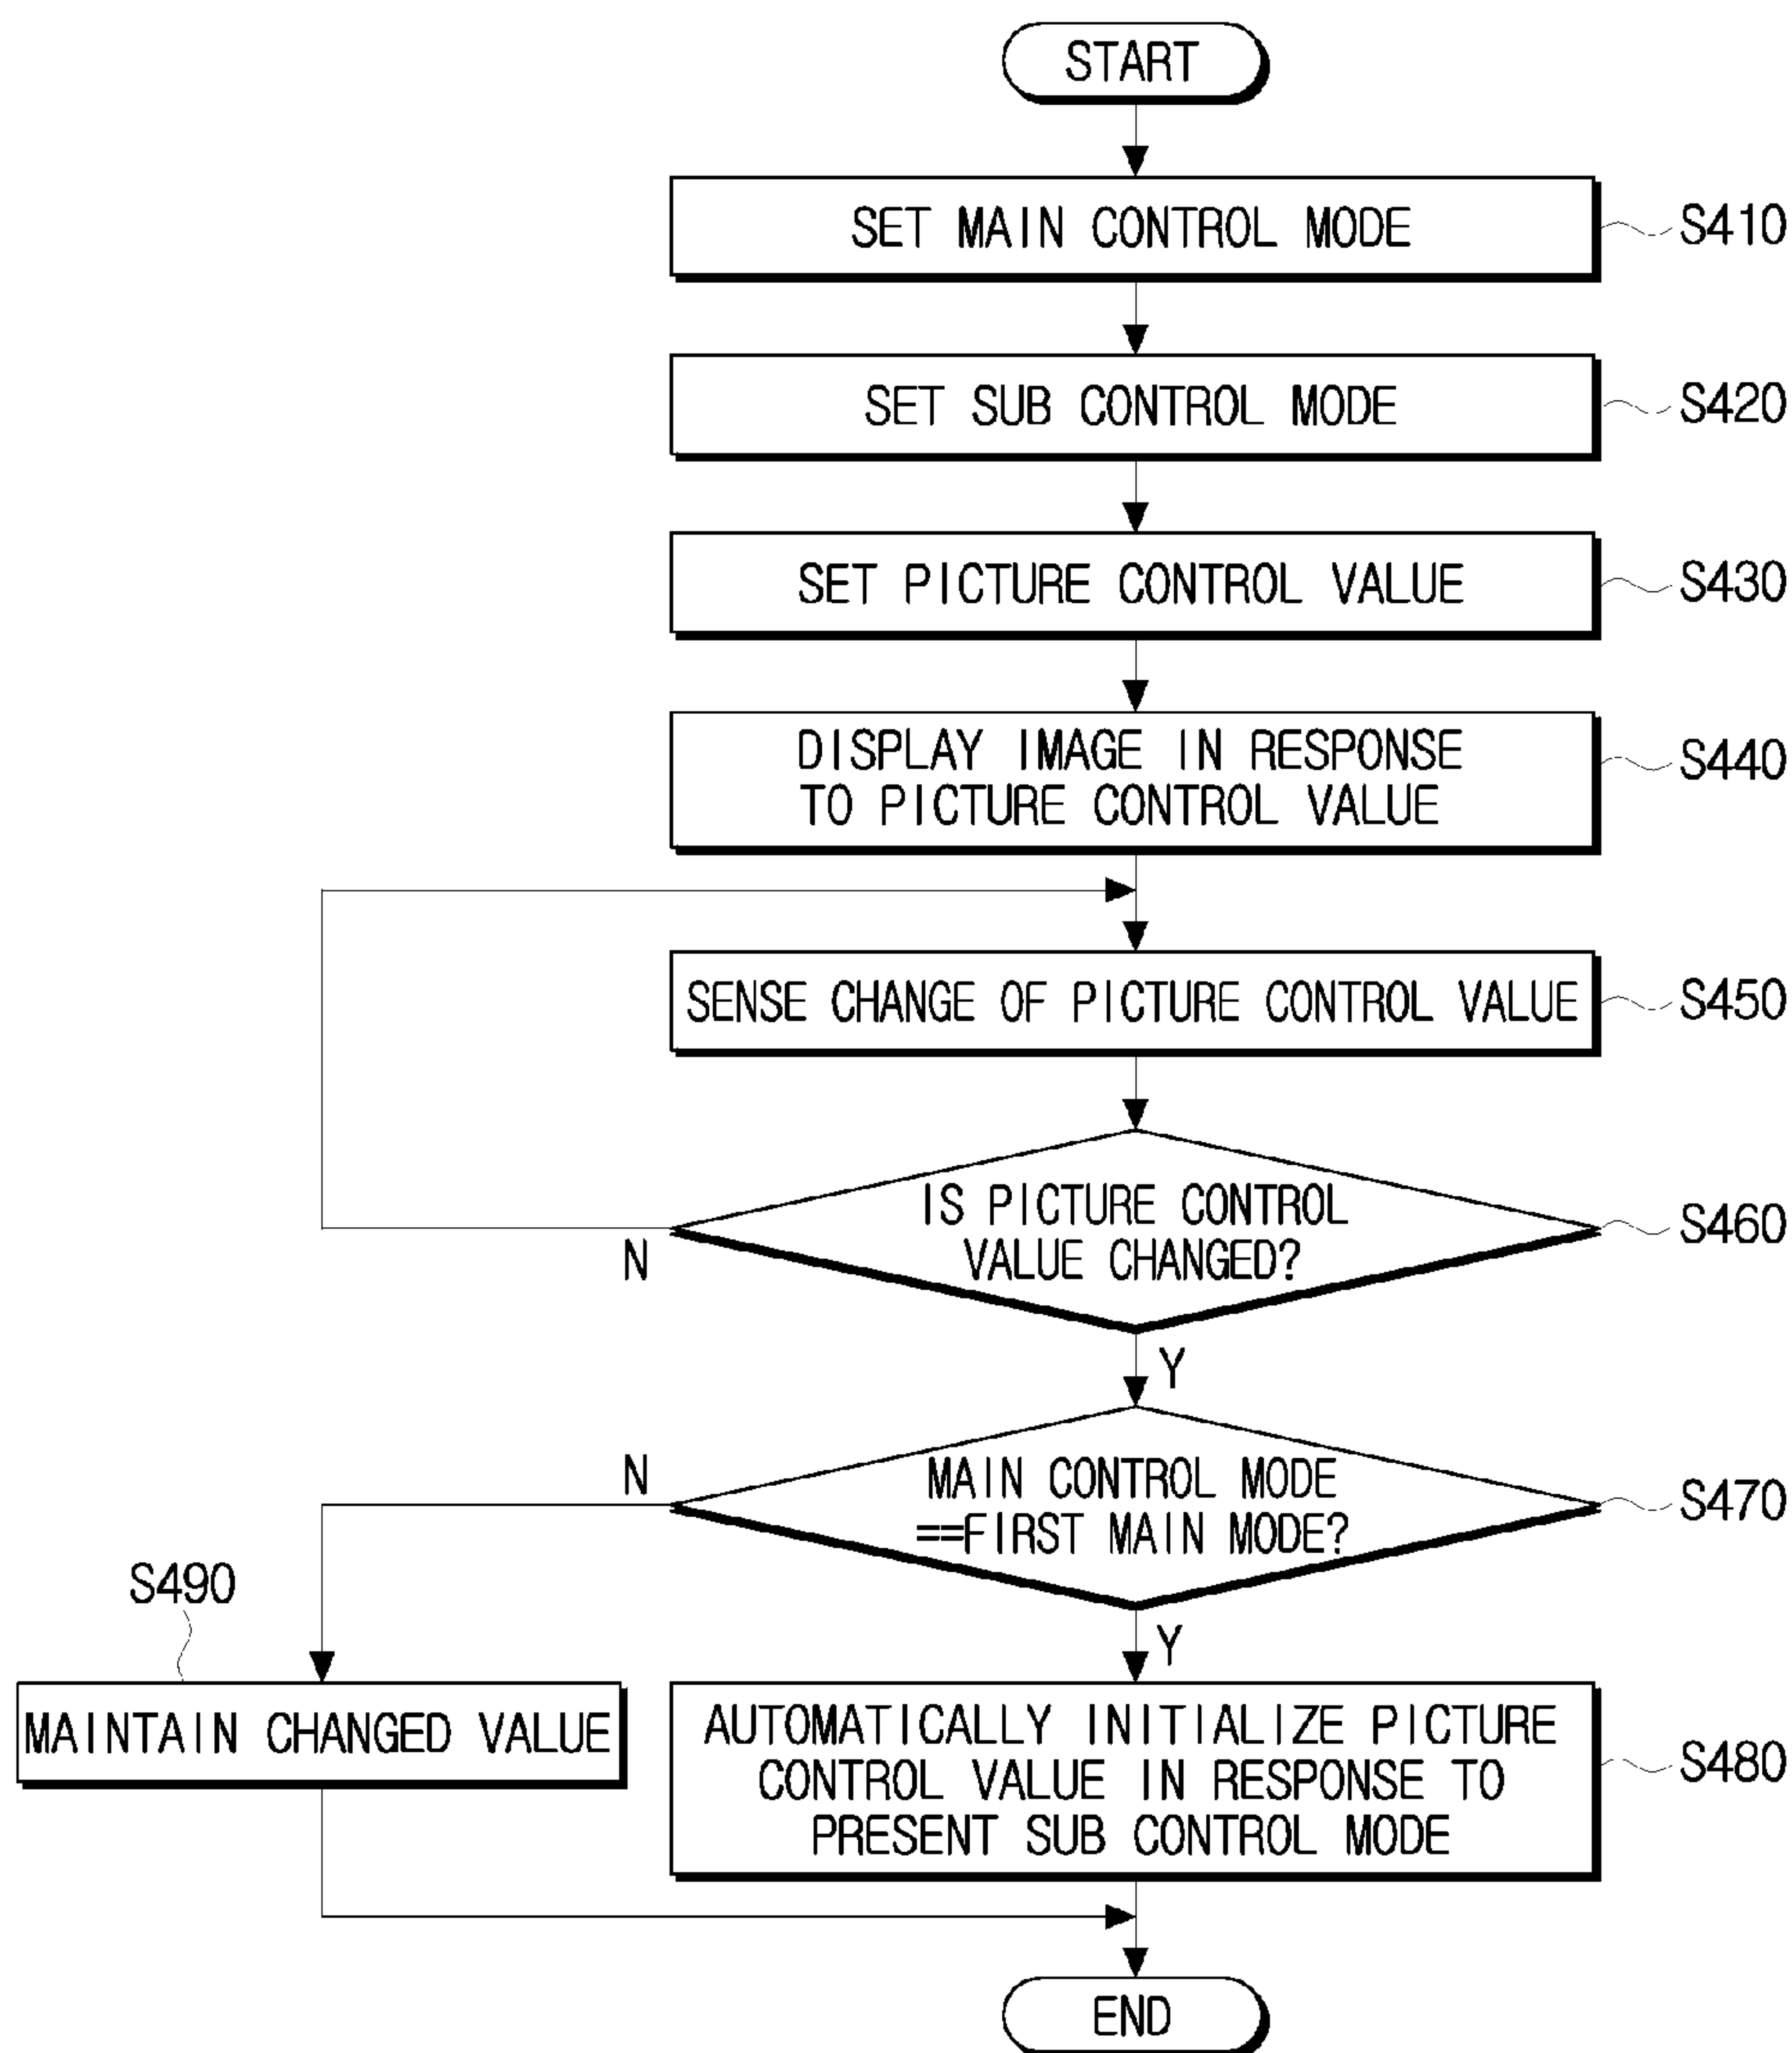 START
SET MAIN CONTROL MODE
S410
SET SUB CONTROL MODE
S420
SET PICTURE CONTROL VALUE
S430
DISPLAY IMAGE IN RESPONSE
TO PICTURE CONTROL VALUE
S440
SENSE CHANGE OF PICTURE CONTROL VALUE
S450
IS PICTURE CONTROL
VALUE CHANGED?
S460
N
Y
MAIN CONTROL MODE
==FIRST MAIN MODE?
S470
N
Y
S490
MAINTAIN CHANGED VALUE
AUTOMATICALLY INITIALIZE PICTURE
CONTROL VALUE IN RESPONSE TO
PRESENT SUB CONTROL MODE
S480
END